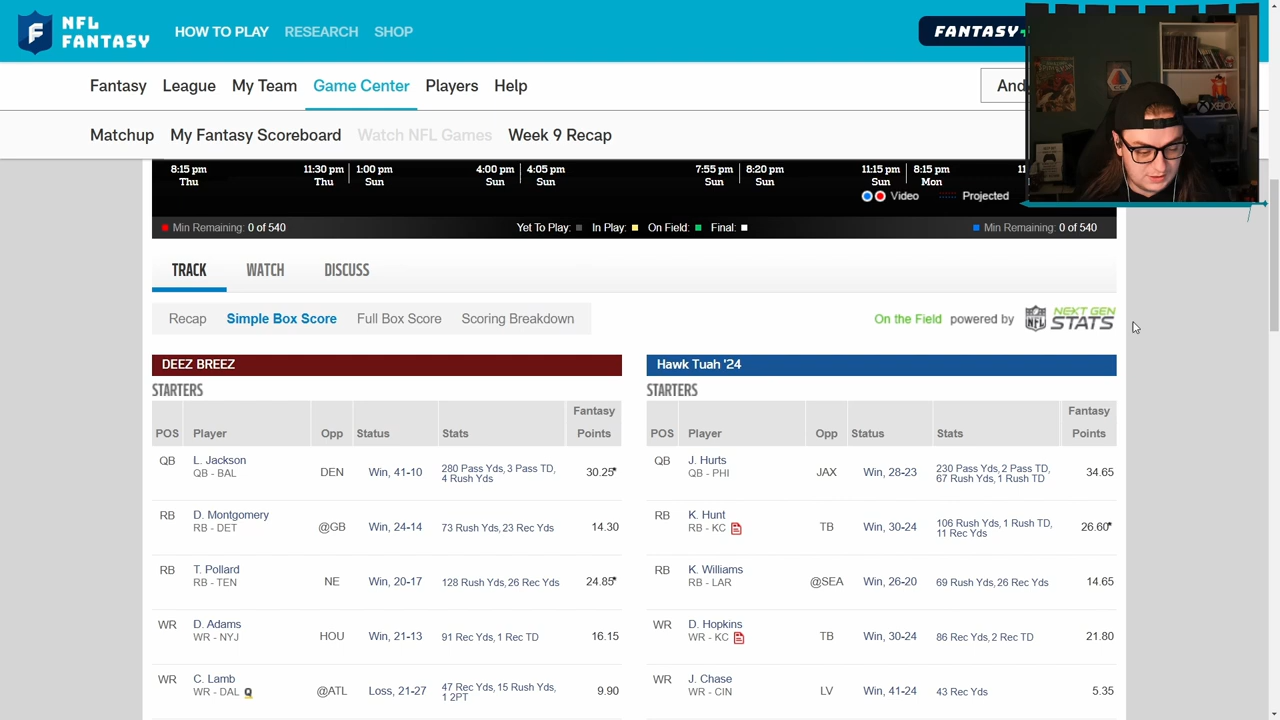 NFL
FANTASY
HOW TO PLAY RESEARCH SHOP
FANTASY+
Fantasy League My Team Game Center Players Help
And
Matchup My Fantasy Scoreboard Watch NFL Games Week 9 Recap
8:15 pm 11:30 pm 1:00 pm 4:00 pm 4:05 pm 7:55 pm 8:20 pm 11:15 pm 8:15 pm
Thu Thu Sun Sun Sun Sun Sun Sun Mon
Video Projected
Min Remaining: 0 of 540 Yet To Play: In Play: On Field: Final: Min Remaining: 0 of 540
TRACK WATCH DISCUSS
Recap Simple Box Score Full Box Score Scoring Breakdown
On the Field powered by NFL NEXT GEN STATS
DEEZ BREEZ
STARTERS
POS Player Opp Status Stats Fantasy Points
QB L. Jackson DEN Win, 41-10 280 Pass Yds, 3 Pass TD, 30.25*
QB - BAL 4 Rush Yds
RB D. Montgomery @GB Win, 24-14 73 Rush Yds, 23 Rec Yds 14.30
RB - DET
RB T. Pollard NE Win, 20-17 128 Rush Yds, 26 Rec Yds 24.85*
RB - TEN
WR D. Adams HOU Win, 21-13 91 Rec Yds, 1 Rec TD 16.15
WR - NYJ
WR C. Lamb @ATL Loss, 21-27 47 Rec Yds, 15 Rush Yds, 9.90
WR - DAL Q 1 2PT
Hawk Tuah '24
STARTERS
POS Player Opp Status Stats Fantasy Points
QB J. Hurts JAX Win, 28-23 230 Pass Yds, 2 Pass TD, 34.65
QB - PHI 67 Rush Yds, 1 Rush TD
RB K. Hunt TB Win, 30-24 106 Rush Yds, 1 Rush TD, 26.60*
RB - KC 11 Rec Yds
RB K. Williams @SEA Win, 26-20 69 Rush Yds, 26 Rec Yds 14.65
RB - LAR
WR D. Hopkins TB Win, 30-24 86 Rec Yds, 2 Rec TD 21.80
WR - KC
WR J. Chase LV Win, 41-24 43 Rec Yds 5.35
WR - CIN
XBOX